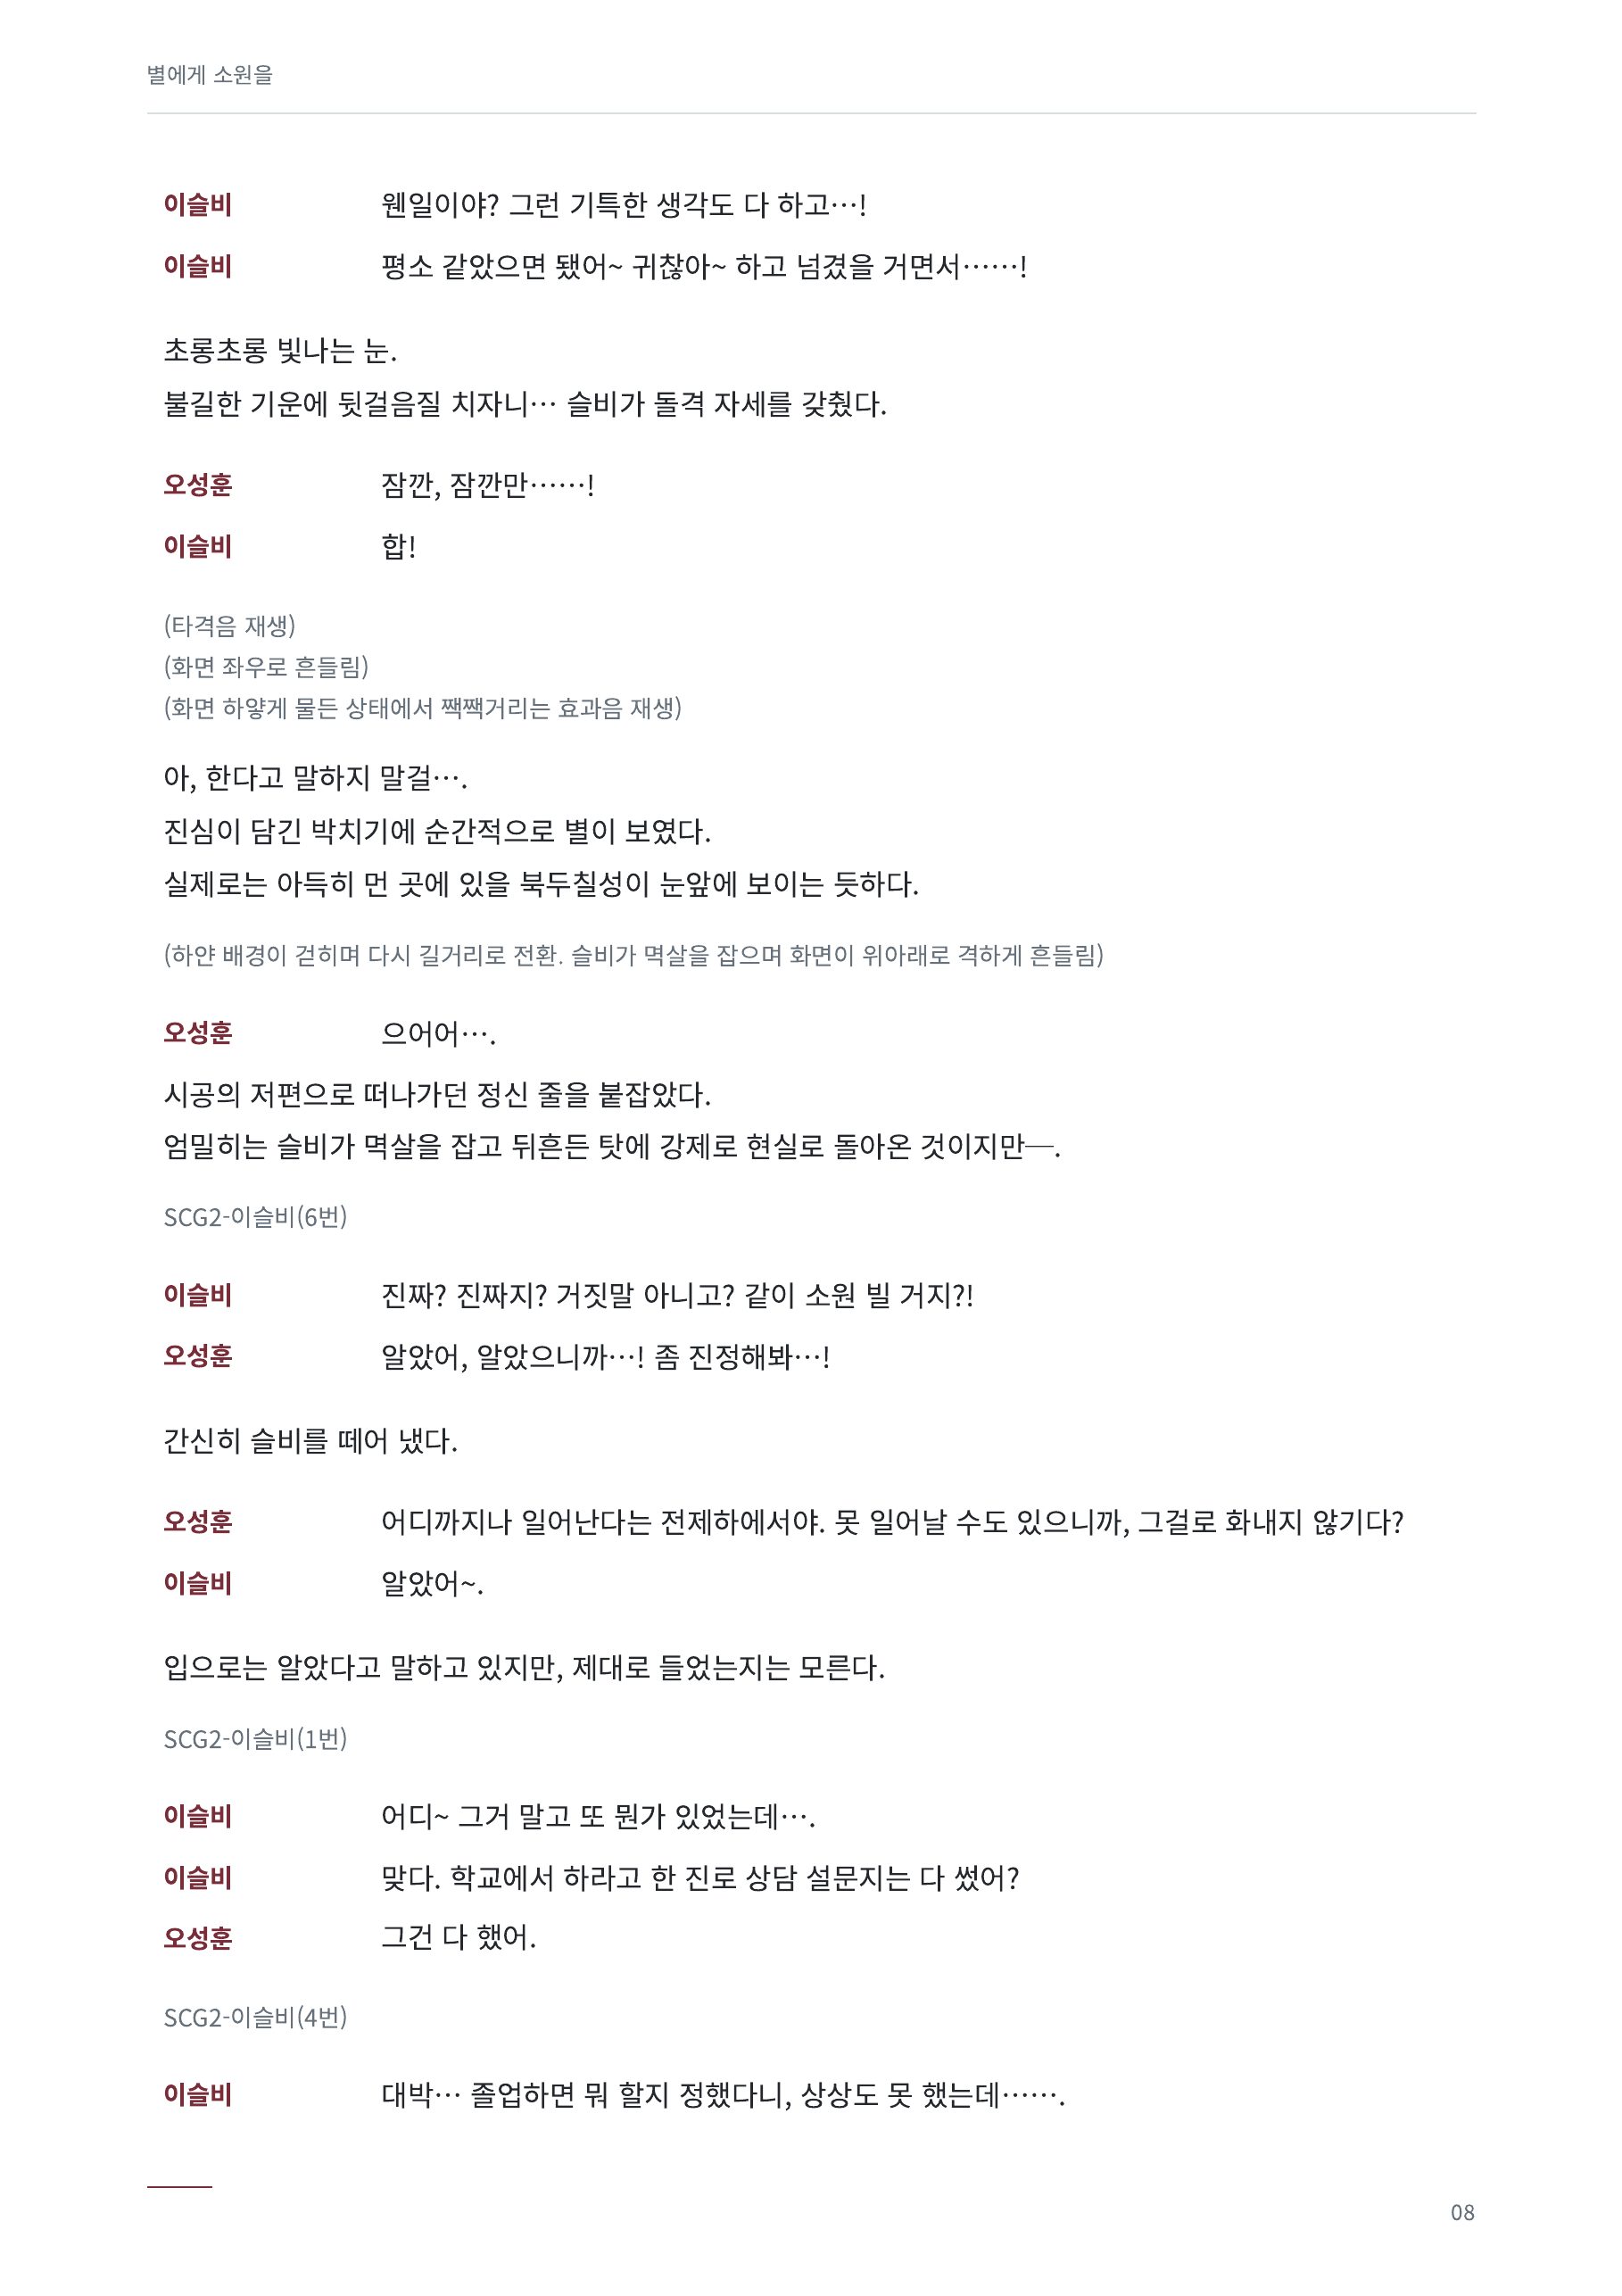 별에게 소원을
이슬비 웬일이야? 그런 기특한 생각도 다 하고…!
이슬비 평소 같았으면 됐어~ 귀찮아~ 하고 넘겼을 거면서……!
초롱초롱 빛나는 눈.
불길한 기운에 뒷걸음질 치자니… 슬비가 돌격 자세를 갖췄다.
오성훈 잠깐, 잠깐만……!
이슬비 합!
(타격음 재생)
(화면 좌우로 흔들림)
(화면 하얗게 물든 상태에서 짹짹거리는 효과음 재생)
아, 한다고 말하지 말걸….
진심이 담긴 박치기에 순간적으로 별이 보였다.
실제로는 아득히 먼 곳에 있을 북두칠성이 눈앞에 보이는 듯하다.
(하얀 배경이 걷히며 다시 길거리로 전환. 슬비가 멱살을 잡으며 화면이 위아래로 격하게 흔들림)
오성훈 으어어….
시공의 저편으로 떠나가던 정신 줄을 붙잡았다.
엄밀히는 슬비가 멱살을 잡고 뒤흔든 탓에 강제로 현실로 돌아온 것이지만―.
SCG2-이슬비(6번)
이슬비 진짜? 진짜지? 거짓말 아니고? 같이 소원 빌 거지?!
오성훈 알았어, 알았으니까…! 좀 진정해봐…!
간신히 슬비를 떼어 냈다.
오성훈 어디까지나 일어난다는 전제하에서야. 못 일어날 수도 있으니까, 그걸로 화내지 않기다?
이슬비 알았어~.
입으로는 알았다고 말하고 있지만, 제대로 들었는지는 모른다.
SCG2-이슬비(1번)
이슬비 어디~ 그거 말고 또 뭔가 있었는데….
이슬비 맞다. 학교에서 하라고 한 진로 상담 설문지는 다 썼어?
오성훈 그건 다 했어.
SCG2-이슬비(4번)
이슬비 대박… 졸업하면 뭐 할지 정했다니, 상상도 못 했는데…….
08